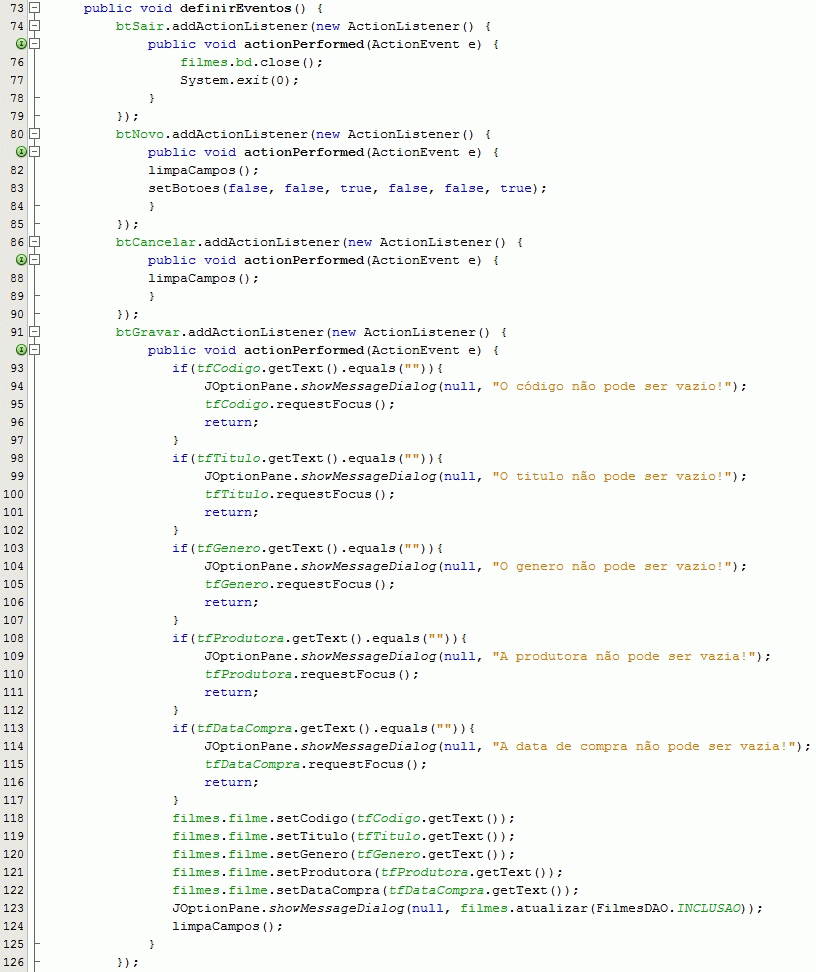 73 public void definirEventos() {
74 btSair.addActionListener(new ActionListener() {
public void actionPerformed(ActionEvent e) {
76 filmes.bd.close();
77 System.exit(0);
78 }
79 });
80 btNovo.addActionListener(new ActionListener() {
public void actionPerformed(ActionEvent e) {
82 limpaCampos();
83 setBotoes(false, false, true, false, false, true);
84 }
85 });
86 btCancelar.addActionListener(new ActionListener() {
public void actionPerformed(ActionEvent e) {
88 limpaCampos();
89 }
90 });
91 btGravar.addActionListener(new ActionListener() {
public void actionPerformed(ActionEvent e) {
93 if(tfCodigo.getText().equals("")){
94 JOptionPane.showMessageDialog(null, "O código não pode ser vazio!");
95 tfCodigo.requestFocus();
96 return;
97 }
98 if(tfTitulo.getText().equals("")){
99 JOptionPane.showMessageDialog(null, "O titulo não pode ser vazio!");
100 tfTitulo.requestFocus();
101 return;
102 }
103 if(tfGenero.getText().equals("")){
104 JOptionPane.showMessageDialog(null, "O genero não pode ser vazio!");
105 tfGenero.requestFocus();
106 return;
107 }
108 if(tfProdutora.getText().equals("")){
109 JOptionPane.showMessageDialog(null, "A produtora não pode ser vazia!");
110 tfProdutora.requestFocus();
111 return;
112 }
113 if(tfDataCompra.getText().equals("")){
114 JOptionPane.showMessageDialog(null, "A data de compra não pode ser vazia!");
115 tfDataCompra.requestFocus();
116 return;
117 }
118 filmes.filme.setCodigo(tfCodigo.getText());
119 filmes.filme.setTitulo(tfTitulo.getText());
120 filmes.filme.setGenero(tfGenero.getText());
121 filmes.filme.setProdutora(tfProdutora.getText());
122 filmes.filme.setDataCompra(tfDataCompra.getText());
123 JOptionPane.showMessageDialog(null, filmes.atualizar(FilmesDAO.INCLUSAO));
124 limpaCampos();
125 }
126 });